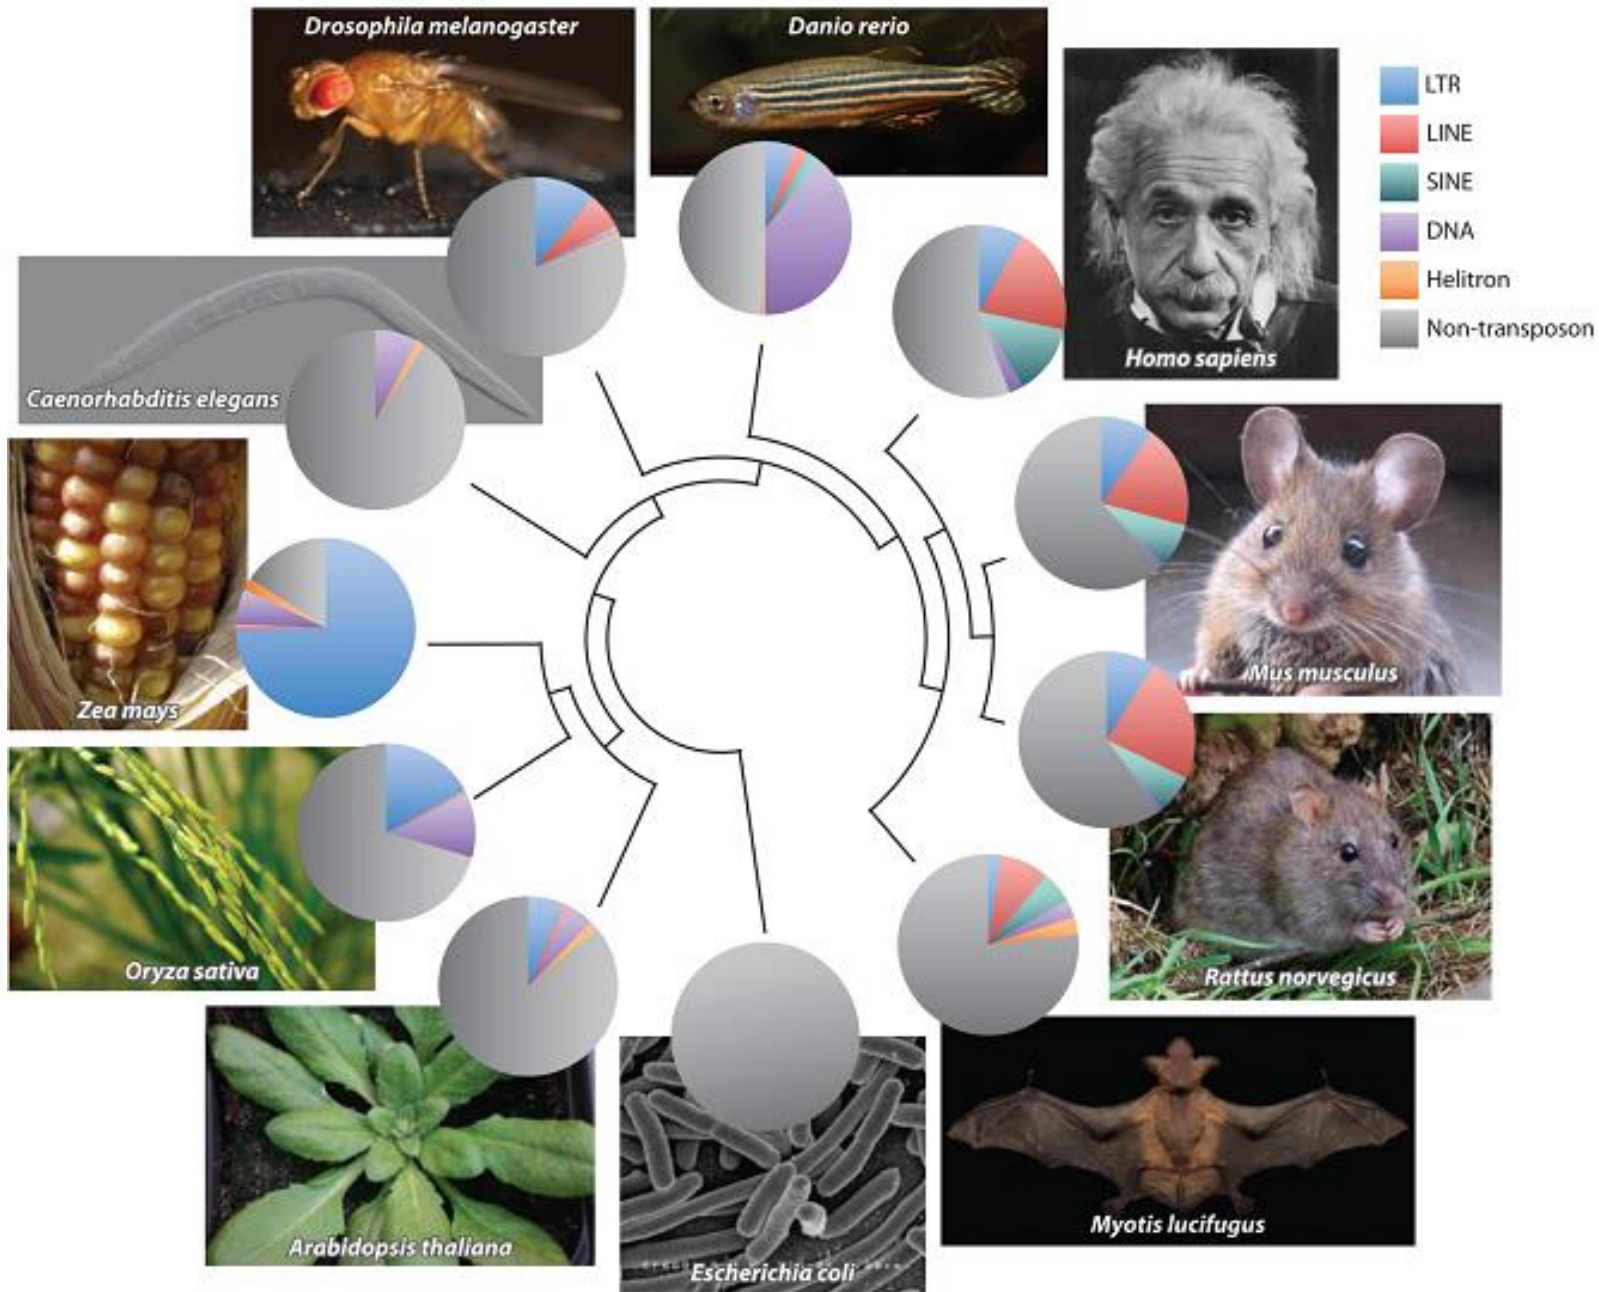 Drosophila melanogaster
Danio rerio
LTR
LINE
SINE
DNA
Helitron
Non-transposon
Homo sapiens
Caenorhabditis elegans
Mus musculus
Zea mays
Oryza sativa
Rattus norvegicus
Arabidopsis thaliana
Escherichia coli
Myotis lucifugus